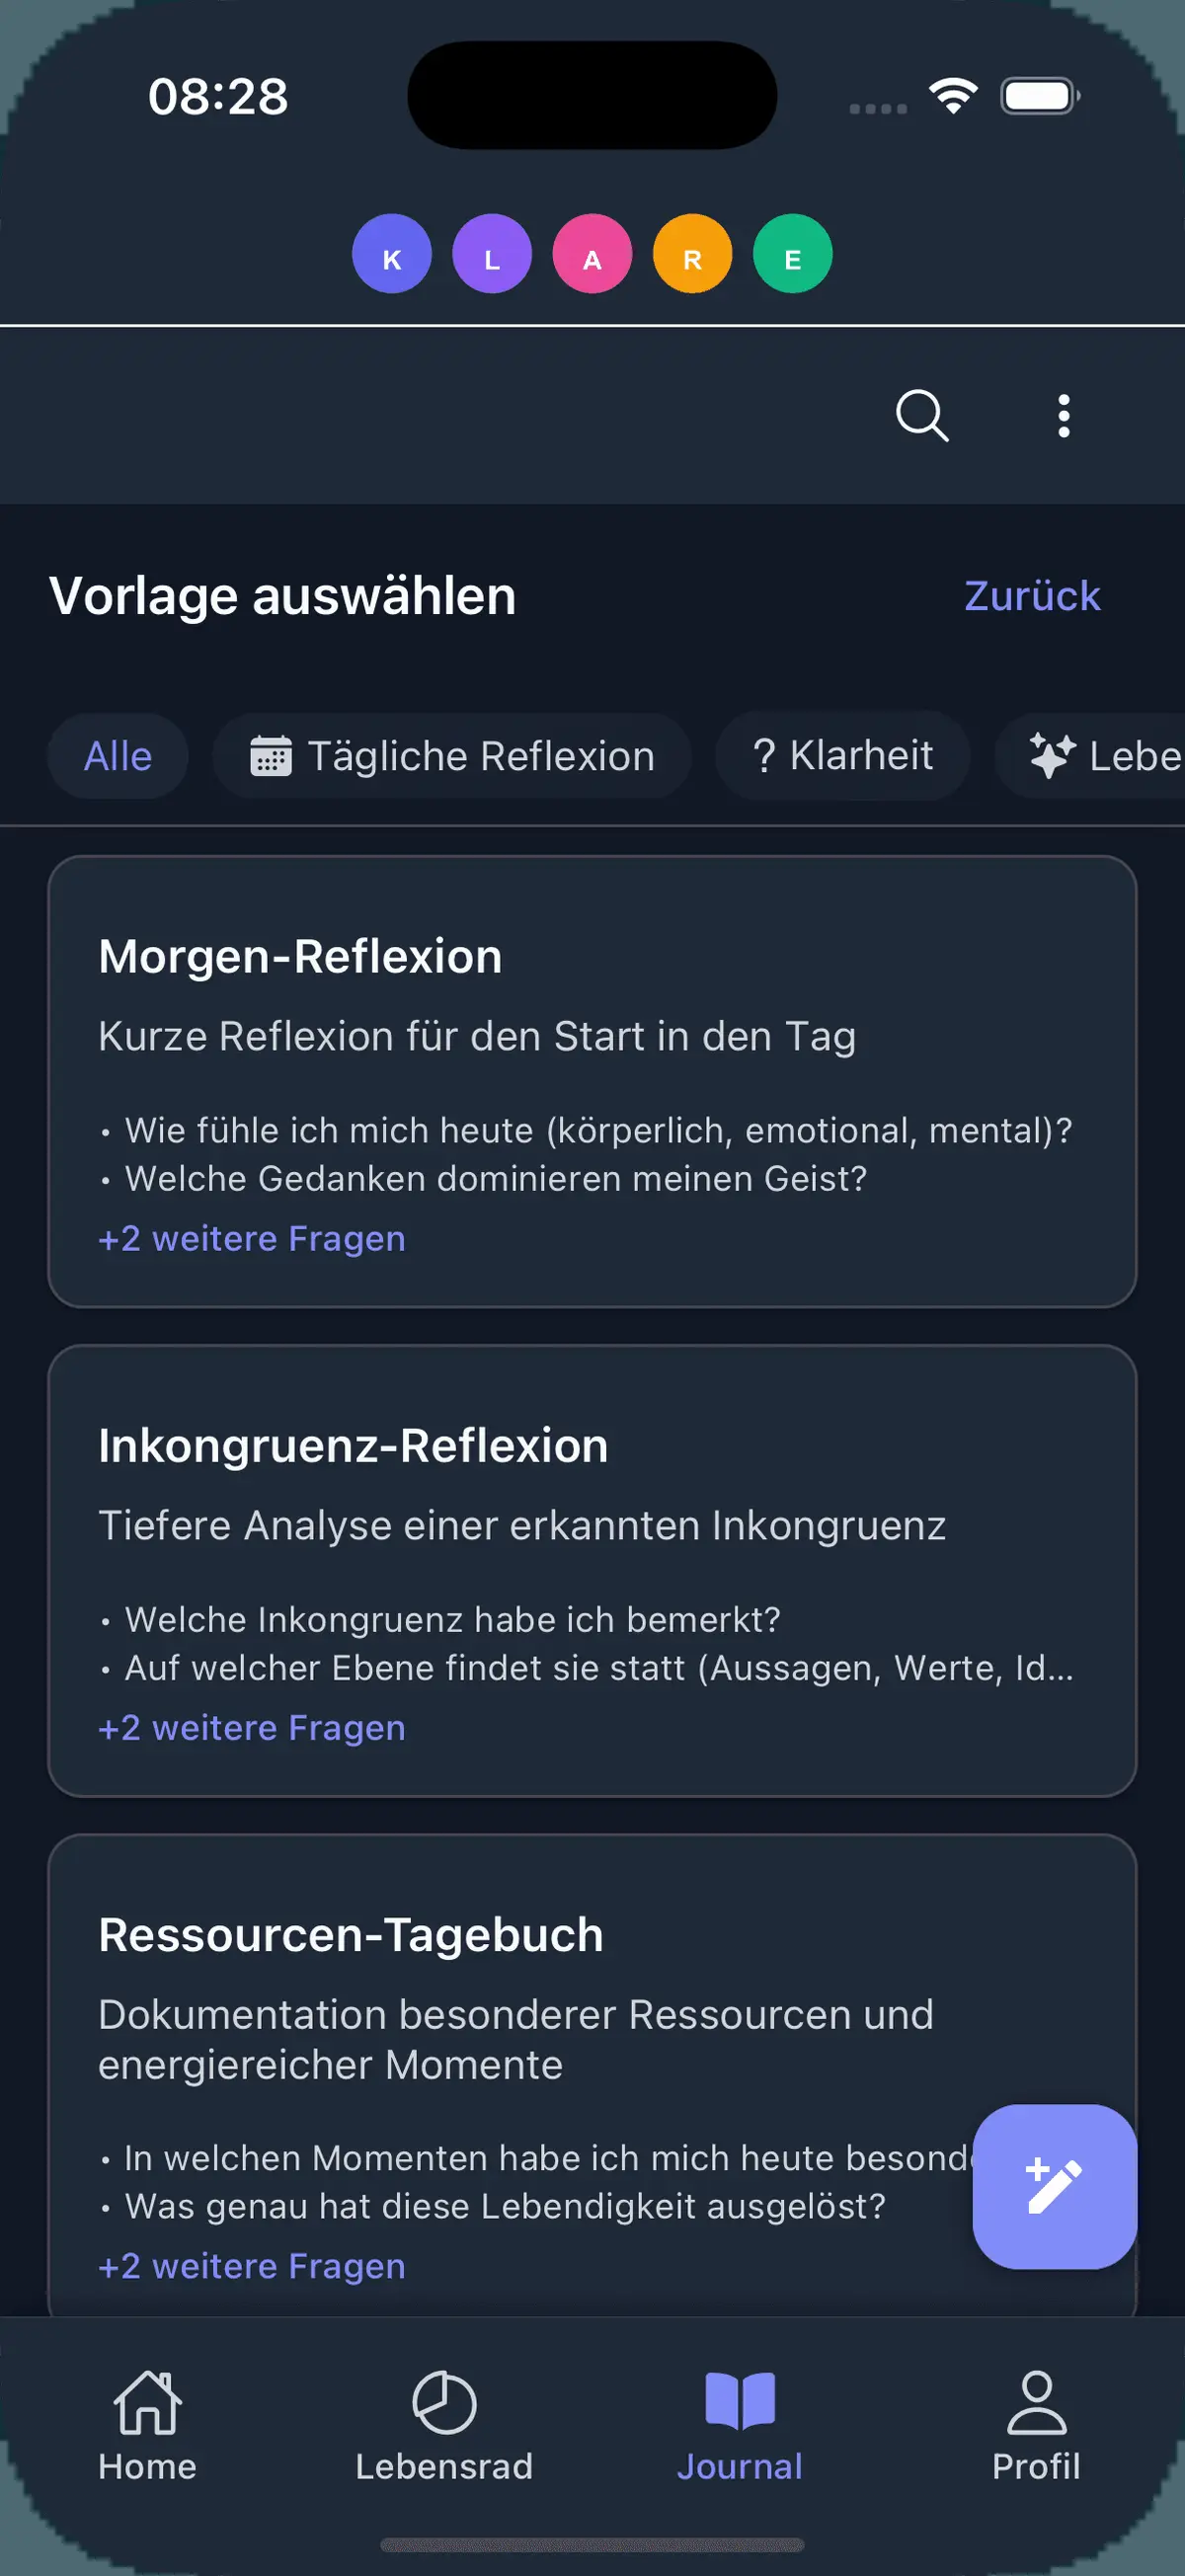 08:28
K L A R E
Vorlage auswählen
Zurück
Alle
Tägliche Reflexion
? Klarheit
Lebe
Morgen-Reflexion
Kurze Reflexion für den Start in den Tag
• Wie fühle ich mich heute (körperlich, emotional, mental)?
• Welche Gedanken dominieren meinen Geist?
+2 weitere Fragen
Inkongruenz-Reflexion
Tiefere Analyse einer erkannten Inkongruenz
• Welche Inkongruenz habe ich bemerkt?
• Auf welcher Ebene findet sie statt (Aussagen, Werte, Id...
+2 weitere Fragen
Ressourcen-Tagebuch
Dokumentation besonderer Ressourcen und
energiereicher Momente
• In welchen Momenten habe ich mich heute besond
• Was genau hat diese Lebendigkeit ausgelöst?
+2 weitere Fragen
Home
Lebensrad
Journal
Profil